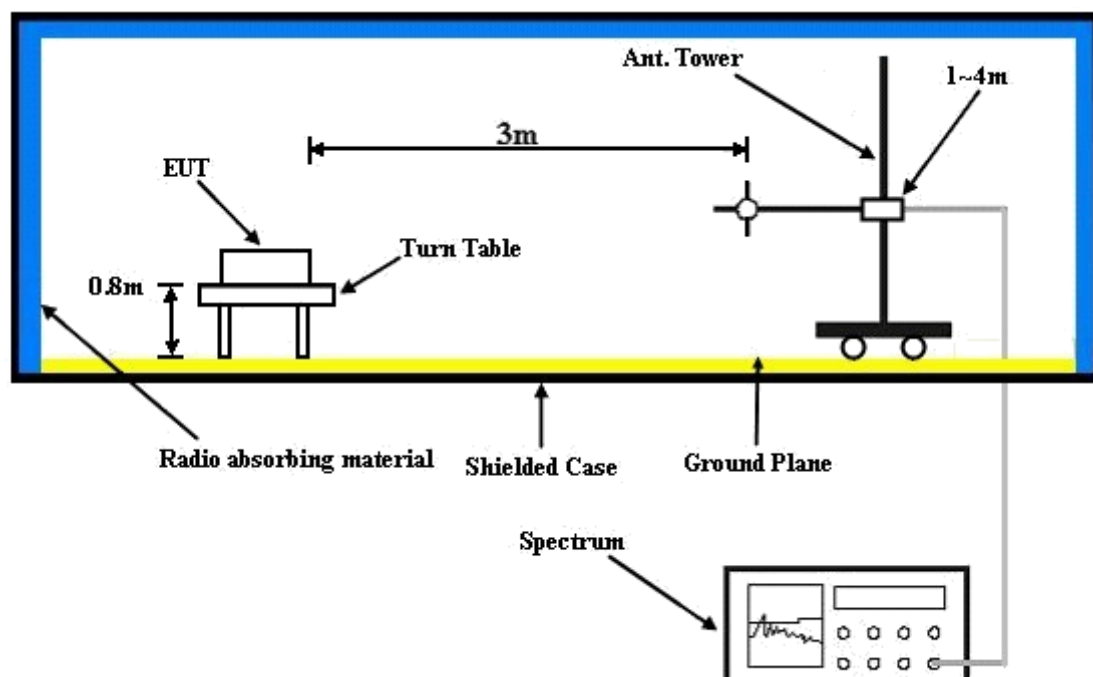 Ant. Tower
1~4m
3m
EUT
Turn Table
0.8m
Radio absorbing material
Shielded Case
Ground Plane
Spectrum